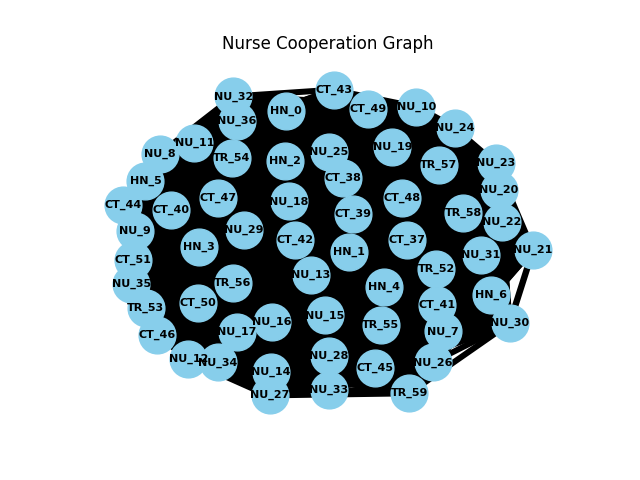 Nurse Cooperation Graph
CT_43
NU_32
NU_10
CT_49
HN_0
NU_36
NU_24
NU_11
NU_19
NU_25
NU_8
TR_54
HN_2
NU_23
TR_57
CT_38
HN_5
NU_20
CT_47
CT_48
NU_18
CT_44
CT_40
CT_39
TR_58
NU_22
NU_29
NU_9
CT_42
CT_37
HN_3
NU_21
HN_1
NU_31
CT_51
TR_52
NU_13
TR_56
NU_35
HN_4
HN_6
CT_50
CT_41
TR_53
NU_15
NU_16
NU_30
TR_55
NU_17
NU_7
CT_46
NU_28
NU_12
NU_34
NU_26
CT_45
NU_14
NU_33
TR_59
NU_27